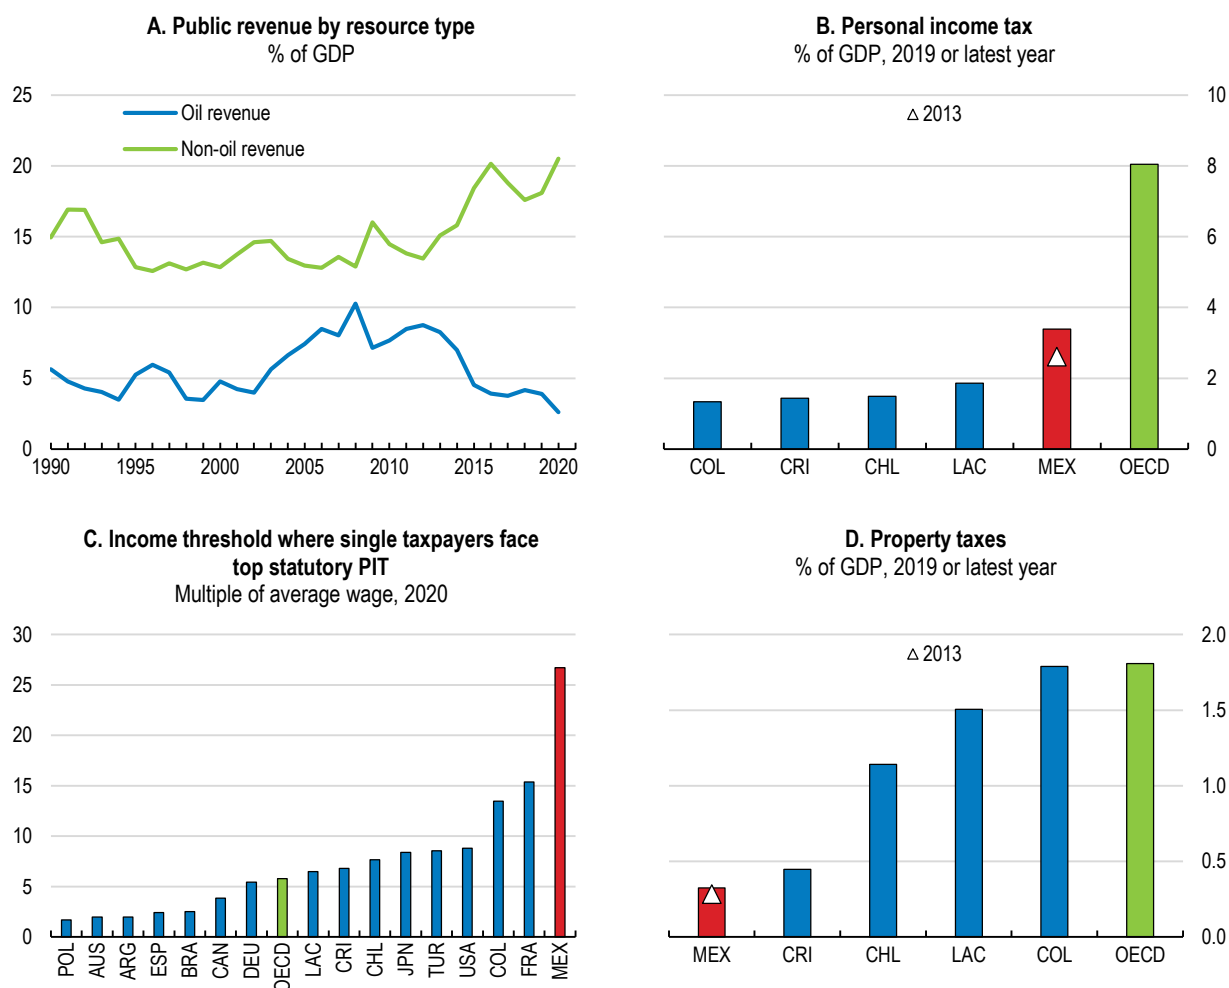 A. Public revenue by resource type
% of GDP
25
20
15
10
5
0
Oil revenue
Non-oil revenue
1990 1995 2000 2005 2010 2015 2020
B. Personal income tax
% of GDP, 2019 or latest year
△ 2013
10
8
6
4
2
0
COL CRI CHL LAC MEX OECD
C. Income threshold where single taxpayers face
top statutory PIT
Multiple of average wage, 2020
30
25
20
15
10
5
0
POL AUS ARG ESP BRA CAN DEU OECD LAC CRI CHL JPN TUR USA COL FRA MEX
D. Property taxes
% of GDP, 2019 or latest year
△ 2013
2.0
1.5
1.0
0.5
0.0
MEX CRI CHL LAC COL OECD